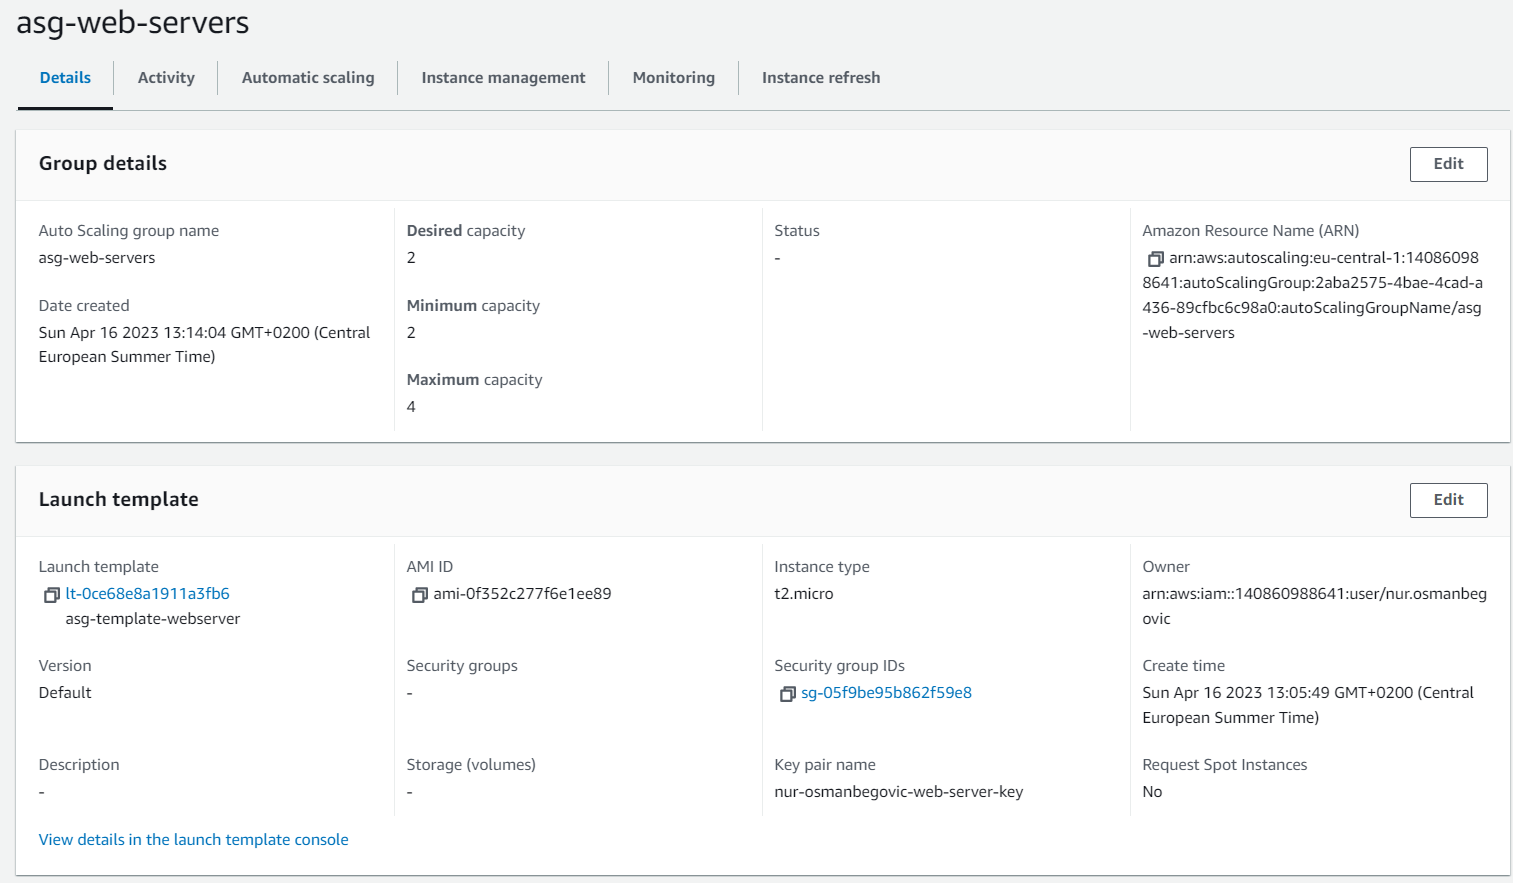 asg-web-servers
Details
Activity
Automatic scaling
Instance management
Monitoring
Instance refresh
Group details
Edit
Auto Scaling group name
asg-web-servers
Date created
Sun Apr 16 2023 13:14:04 GMT+0200 (Central
European Summer Time)
Desired capacity
2
Minimum capacity
2
Maximum capacity
4
Status
-
Amazon Resource Name (ARN)
arn:aws:autoscaling:eu-central-1:14086098
8641:autoScalingGroup:2aba2575-4bae-4cad-a
436-89cfbc6c98a0:autoScalingGroupName/asg
-web-servers
Launch template
Edit
Launch template
lt-0ce68e8a1911a3fb6
asg-template-webserver
Version
Default
Description
-
AMI ID
ami-0f352c277f6e1ee89
Security groups
-
Storage (volumes)
-
Instance type
t2.micro
Security group IDs
sg-05f9be95b862f59e8
Key pair name
nur-osmanbegovic-web-server-key
Owner
arn:aws:iam::140860988641:user/nur.osmanbeg
ovic
Create time
Sun Apr 16 2023 13:05:49 GMT+0200 (Central
European Summer Time)
Request Spot Instances
No
View details in the launch template console